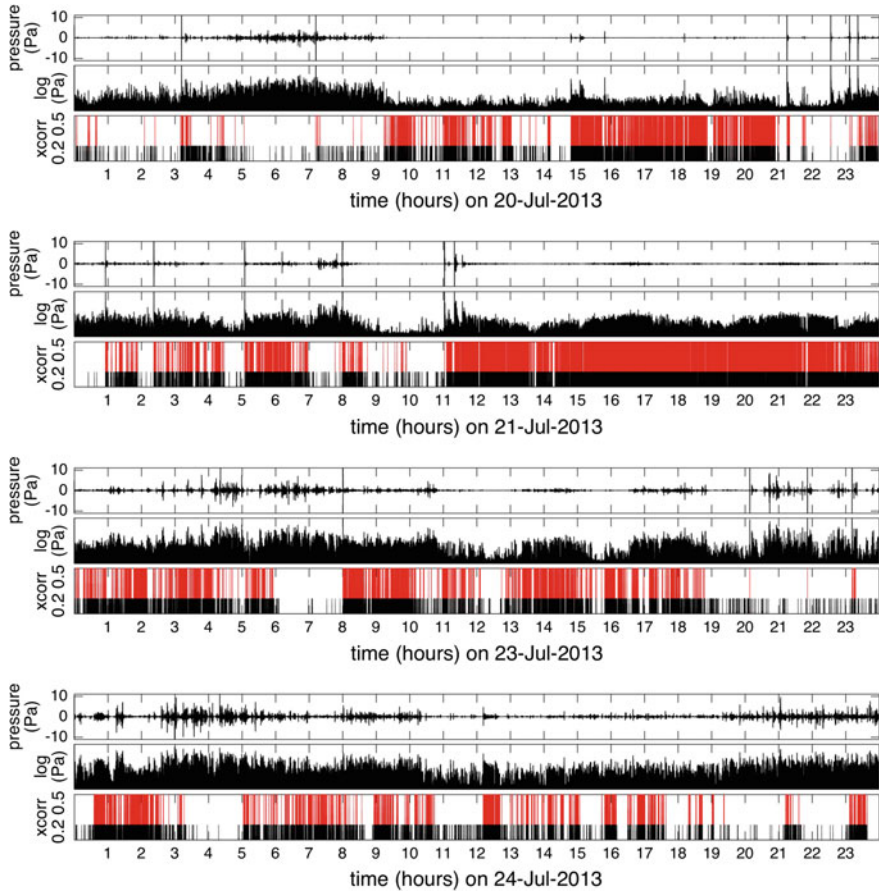 pressure
(Pa)
10
0
-10
log
(Pa)
xcorr
0.2 0.5
1 2 3 4 5 6 7 8 9 10 11 12 13 14 15 16 17 18 19 20 21 22 23
time (hours) on 20-Jul-2013
pressure
(Pa)
10
0
-10
log
(Pa)
xcorr
0.2 0.5
1 2 3 4 5 6 7 8 9 10 11 12 13 14 15 16 17 18 19 20 21 22 23
time (hours) on 21-Jul-2013
pressure
(Pa)
10
0
-10
log
(Pa)
xcorr
0.2 0.5
1 2 3 4 5 6 7 8 9 10 11 12 13 14 15 16 17 18 19 20 21 22 23
time (hours) on 23-Jul-2013
pressure
(Pa)
10
0
-10
log
(Pa)
xcorr
0.2 0.5
1 2 3 4 5 6 7 8 9 10 11 12 13 14 15 16 17 18 19 20 21 22 23
time (hours) on 24-Jul-2013